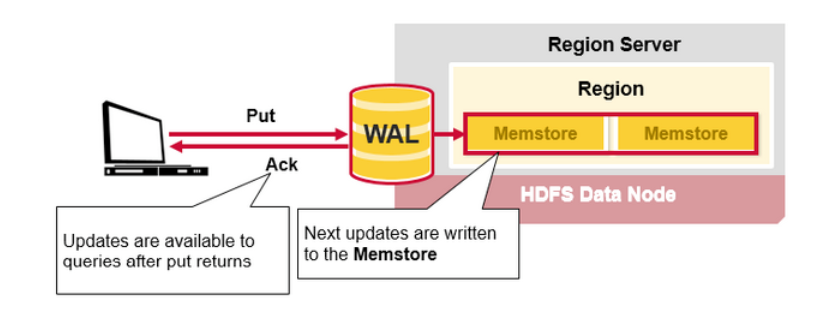 Region Server
Region
Put
WAL
Memstore
Memstore
Ack
HDFS Data Node
Updates are available to
queries after put returns
Next updates are written
to the Memstore